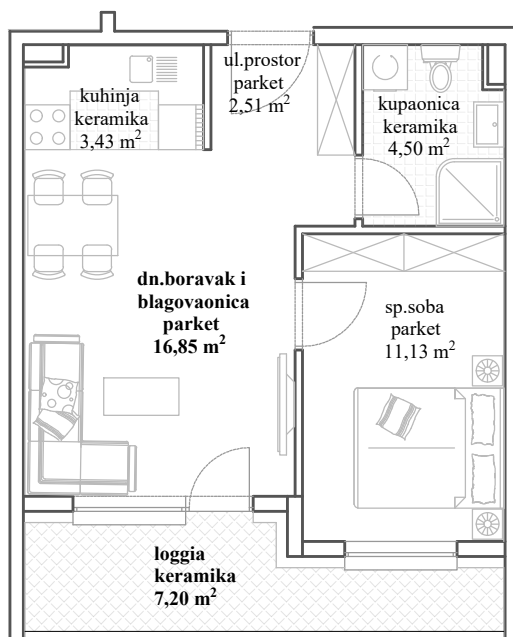 ul.prostor
parket
2,51 m²
kuhinja
keramika
3,43 m²
kupaonica
keramika
4,50 m²
dn.boravak i
blagovaonica
parket
16,85 m²
sp.soba
parket
11,13 m²
loggia
keramika
7,20 m²